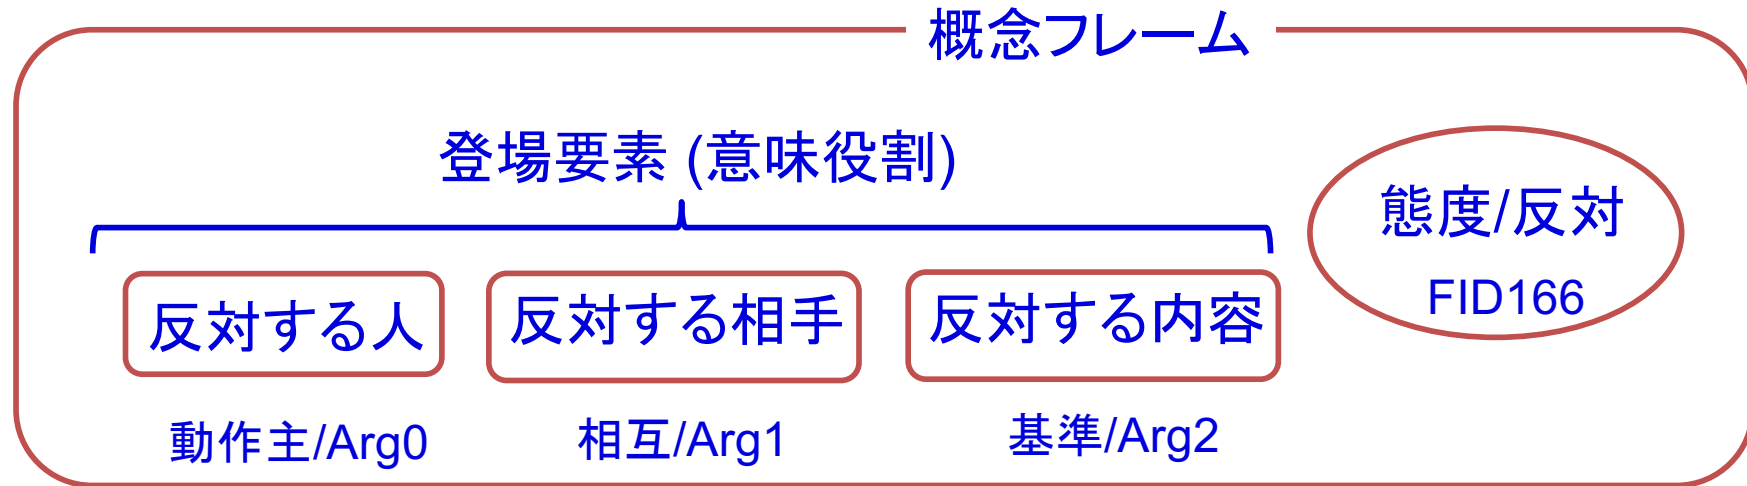 概念フレーム
登場要素 (意味役割)
態度/反対
FID166
反対する人
反対する相手
反対する内容
動作主/Arg0
相互/Arg1
基準/Arg2